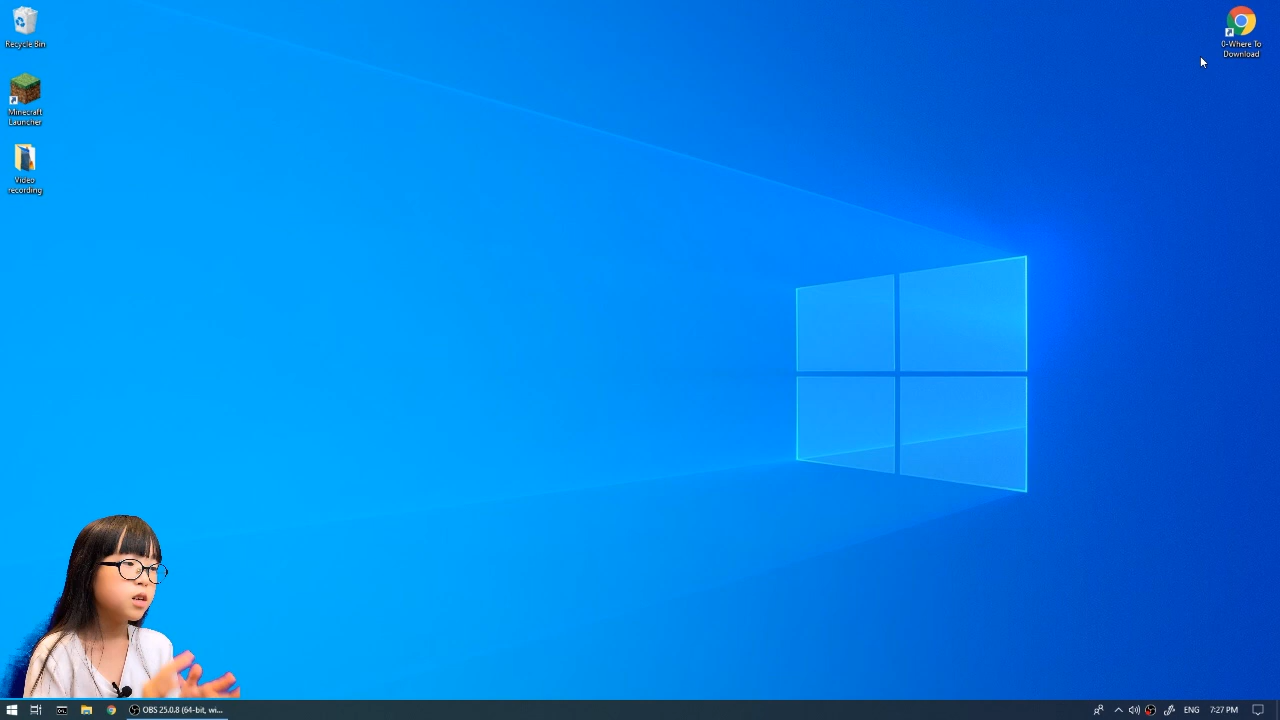 Recycle Bin
Minecraft
Launcher
Video
recording
0-Where To
Download
OBS 25.0.8 (64-bit, wi...
ENG
7:27 PM